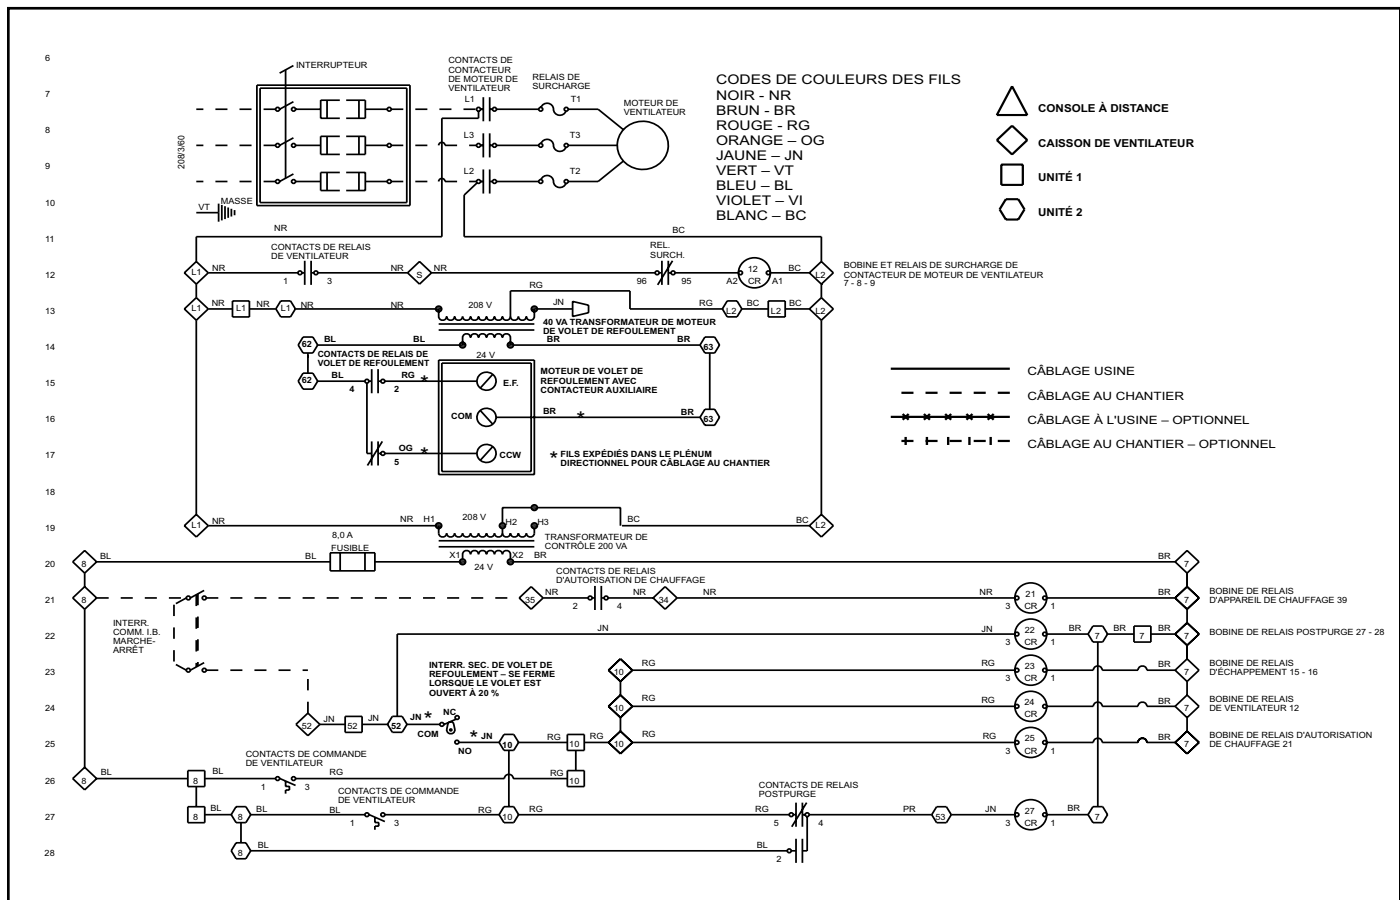 6
INTERRUPTEUR
CONTACTS DE
CONTACTEUR
DE MOTEUR DE
VENTILATEUR
RELAIS DE
SURCHARGE
MOTEUR DE
VENTILATEUR
CODES DE COULEURS DES FILS
NOIR - NR
BRUN - BR
ROUGE - RG
ORANGE – OG
JAUNE – JN
VERT – VT
BLEU – BL
VIOLET – VI
BLANC – BC
CONSOLE À DISTANCE
CAISSON DE VENTILATEUR
UNITÉ 1
UNITÉ 2
7
L1
T1
8
208/3/60
L3
T3
9
L2
T2
10
VT
MASSE
11
NR
BC
CONTACTS DE RELAIS
DE VENTILATEUR
REL.
SURCH.
12
L1
NR
1
3
NR
S
NR
96
95
A2
12
CR
A1
BC
L2
BOBINE ET RELAIS DE SURCHARGE DE
CONTACTEUR DE MOTEUR DE VENTILATEUR
7 - 8 - 9
13
L1
NR
L1
NR
L1
NR
NR
208 V
RG
JN
RG
L2
BC
L2
BC
L2
40 VA TRANSFORMATEUR DE MOTEUR
DE VOLET DE REFOULEMENT
14
62
BL
BL
24 V
BR
BR
63
CONTACTS DE RELAIS DE
VOLET DE REFOULEMENT
15
62
BL
4
RG
2
*
E.F.
MOTEUR DE VOLET DE
REFOULEMENT AVEC
CONTACTEUR AUXILIAIRE
16
COM
BR
*
BR
63
17
OG
5
*
CCW
* FILS EXPÉDIÉS DANS LE PLÉNUM
DIRECTIONNEL POUR CÂBLAGE AU CHANTIER
CÂBLAGE USINE
CÂBLAGE AU CHANTIER
CÂBLAGE À L'USINE – OPTIONNEL
CÂBLAGE AU CHANTIER – OPTIONNEL
18
19
L1
NR
NR
H1
208 V
H2
H3
BC
BC
L2
TRANSFORMATEUR DE
CONTRÔLE 200 VA
8,0 A
FUSIBLE
20
8
BL
BL
X1
24 V
X2
BR
BR
7
CONTACTS DE RELAIS
D'AUTORISATION DE CHAUFFAGE
21
8
35
NR
2
4
NR
34
NR
NR
3
21
CR
1
BR
7
BOBINE DE RELAIS
D'APPAREIL DE CHAUFFAGE 39
INTERR.
COMM. I.B.
MARCHE-
ARRÊT
22
JN
JN
3
22
CR
1
BR
7
BR
7
BR
7
BOBINE DE RELAIS POSTPURGE 27 - 28
23
INTERR. SEC. DE VOLET DE
REFOULEMENT – SE FERME
LORSQUE LE VOLET EST
OUVERT À 20 %
10
RG
RG
3
23
CR
1
BR
7
BOBINE DE RELAIS
D'ÉCHAPPEMENT 15 - 16
24
52
JN
52
JN
52
JN *
NC
COM
10
RG
RG
3
24
CR
1
BR
7
BOBINE DE RELAIS
DE VENTILATEUR 12
25
NO
* JN
10
RG
10
RG
10
RG
RG
3
25
CR
1
BR
7
BOBINE DE RELAIS D'AUTORISATION
DE CHAUFFAGE 21
CONTACTS DE COMMANDE
DE VENTILATEUR
26
8
BL
8
BL
1
3
RG
RG
10
CONTACTS DE COMMANDE
DE VENTILATEUR
CONTACTS DE RELAIS
POSTPURGE
27
8
BL
8
BL
BL
1
3
RG
10
RG
RG
5
4
PR
53
JN
3
27
CR
1
BR
7
28
8
BL
BL
2